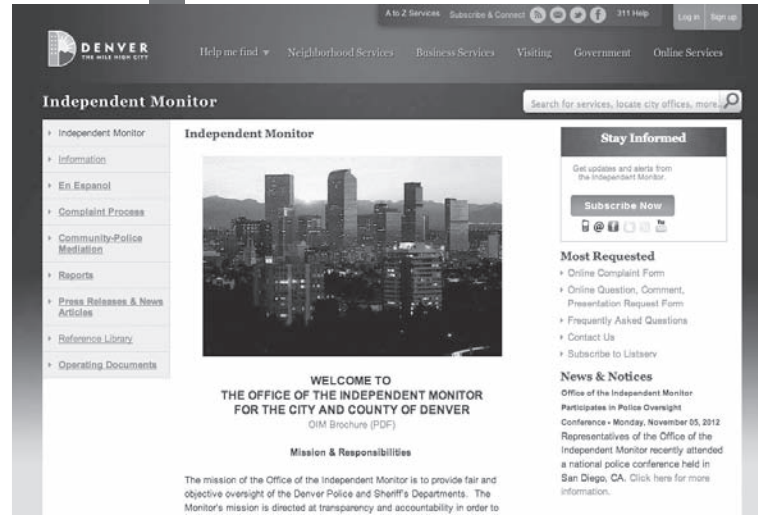 A to Z Services Subscribe & Connect 311 Help Log in Sign up
DENVER
THE MILE HIGH CITY
Help me find Neighborhood Services Business Services Visiting Government Online Services
Independent Monitor
Search for services, locate city offices, more...
Independent Monitor
Information
En Espanol
Complaint Process
Community-Police
Mediation
Reports
Press Releases & News
Articles
Reference Library
Operating Documents
Independent Monitor
WELCOME TO
THE OFFICE OF THE INDEPENDENT MONITOR
FOR THE CITY AND COUNTY OF DENVER
OIM Brochure (PDF)
Mission & Responsibilities
The mission of the Office of the Independent Monitor is to provide fair and
objective oversight of the Denver Police and Sheriff's Departments. The
Monitor's mission is directed at transparency and accountability in order to
Stay Informed
Get updates and alerts from
the Independent Monitor.
Subscribe Now
Most Requested
Online Complaint Form
Online Question, Comment,
Presentation Request Form
Frequently Asked Questions
Contact Us
Subscribe to Listserv
News & Notices
Office of the Independent Monitor
Participates in Police Oversight
Conference - Monday, November 05, 2012
Representatives of the Office of the
Independent Monitor recently attended
a national police conference held in
San Diego, CA. Click here for more
information.